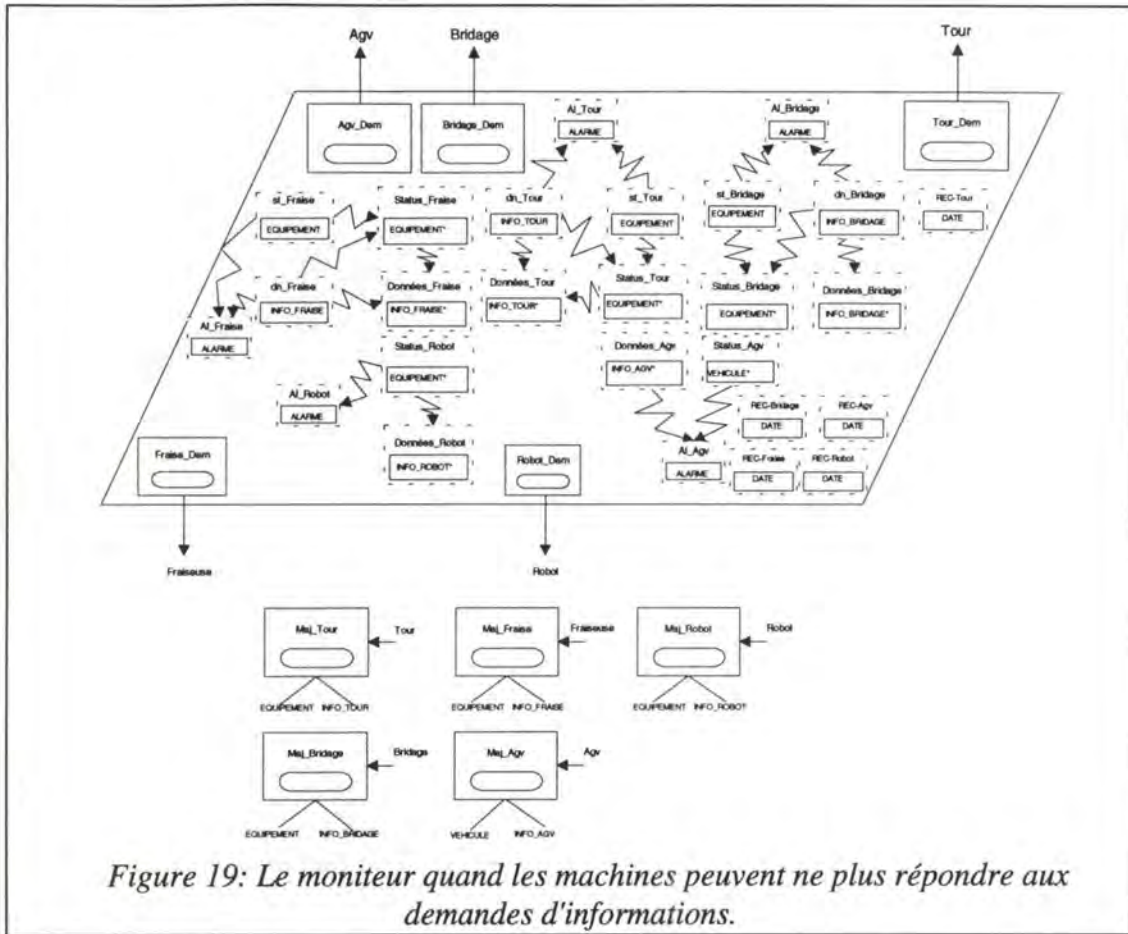 Agv Bridage Tour
Agv_Dem Bridage_Dem Al_Tour Al_Bridage Tour_Dem
ALARME ALARME
st_Fraise Status_Fraise dn_Tour st_Tour st_Bridage dn_Bridage REC-Tour
EQUIPEMENT EQUIPEMENT* INFO_TOUR EQUIPEMENT EQUIPEMENT INFO_BRIDAGE DATE
dn_Fraise Données_Fraise Données_Tour Status_Tour Status_Bridage Données_Bridage
INFO_FRAISE INFO_FRAISE* INFO_TOUR* EQUIPEMENT* EQUIPEMENT* INFO_BRIDAGE*
Al_Fraise Status_Robot Données_Agv Status_Agv
ALARME EQUIPEMENT* INFO_AGV* VEHICULE*
Al_Robot REC-Bridage REC-Agv
ALARME DATE DATE
Fraise_Dem Données_Robot Robot_Dem Al_Agv REC-Fraise REC-Robot
INFO_ROBOT* ALARME DATE DATE
Fraiseuse Robot
Maj_Tour Tour Maj_Fraise Fraiseuse Maj_Robot Robot
EQUIPEMENT INFO_TOUR EQUIPEMENT INFO_FRAISE EQUIPEMENT INFO_ROBOT
Maj_Bridage Bridage Maj_Agv Agv
EQUIPEMENT INFO_BRIDAGE VEHICULE INFO_AGV
Figure 19: Le moniteur quand les machines peuvent ne plus répondre aux
demandes d'informations.